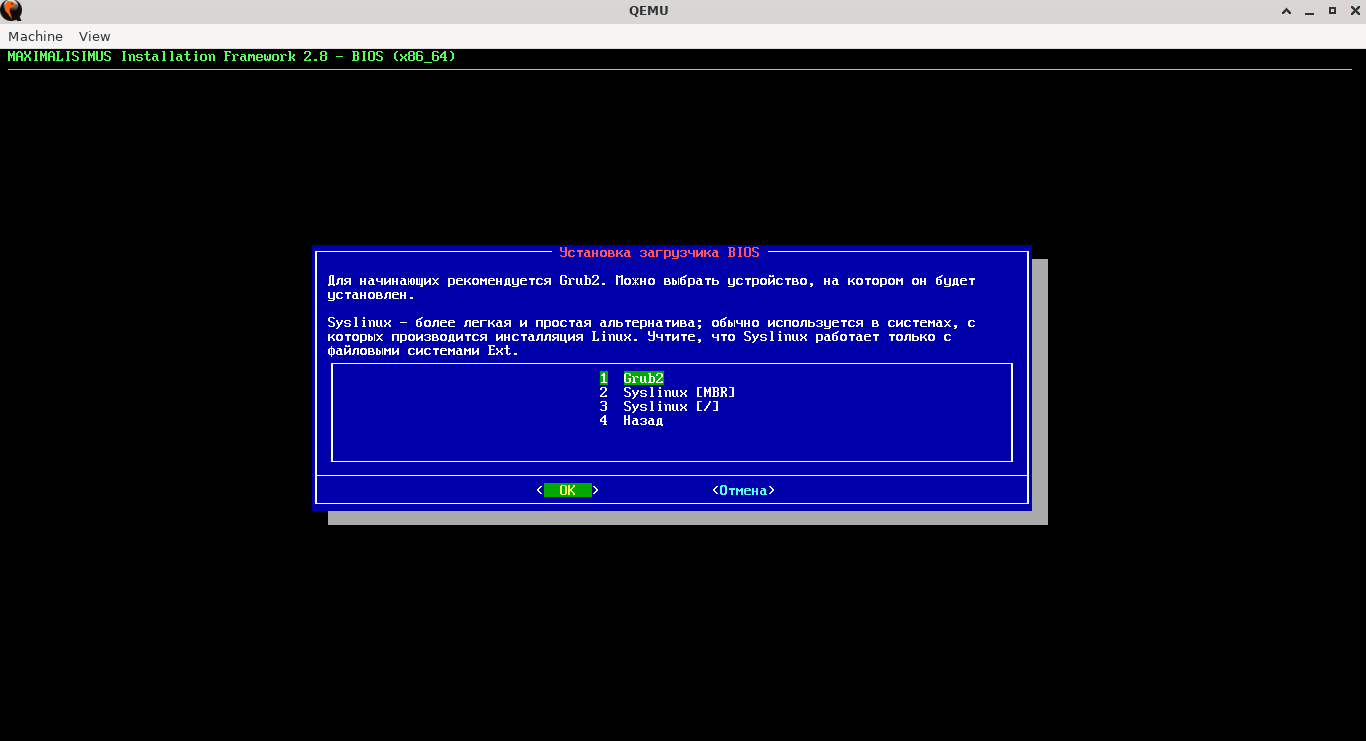 QEMU
Machine View
MAXIMALISIMUS Installation Framework 2.8 - BIOS (x86_64)
Установка загрузчика BIOS
Для начинающих рекомендуется Grub2. Можно выбрать устройство, на котором он будет
установлен.
Syslinux - более легкая и простая альтернатива; обычно используется в системах, с
которых производится инсталляция Linux. Учтите, что Syslinux работает только с
файловыми системами Ext.
1 Grub2
2 Syslinux [MBR]
3 Syslinux [/]
4 Назад
< OK > <Отмена>